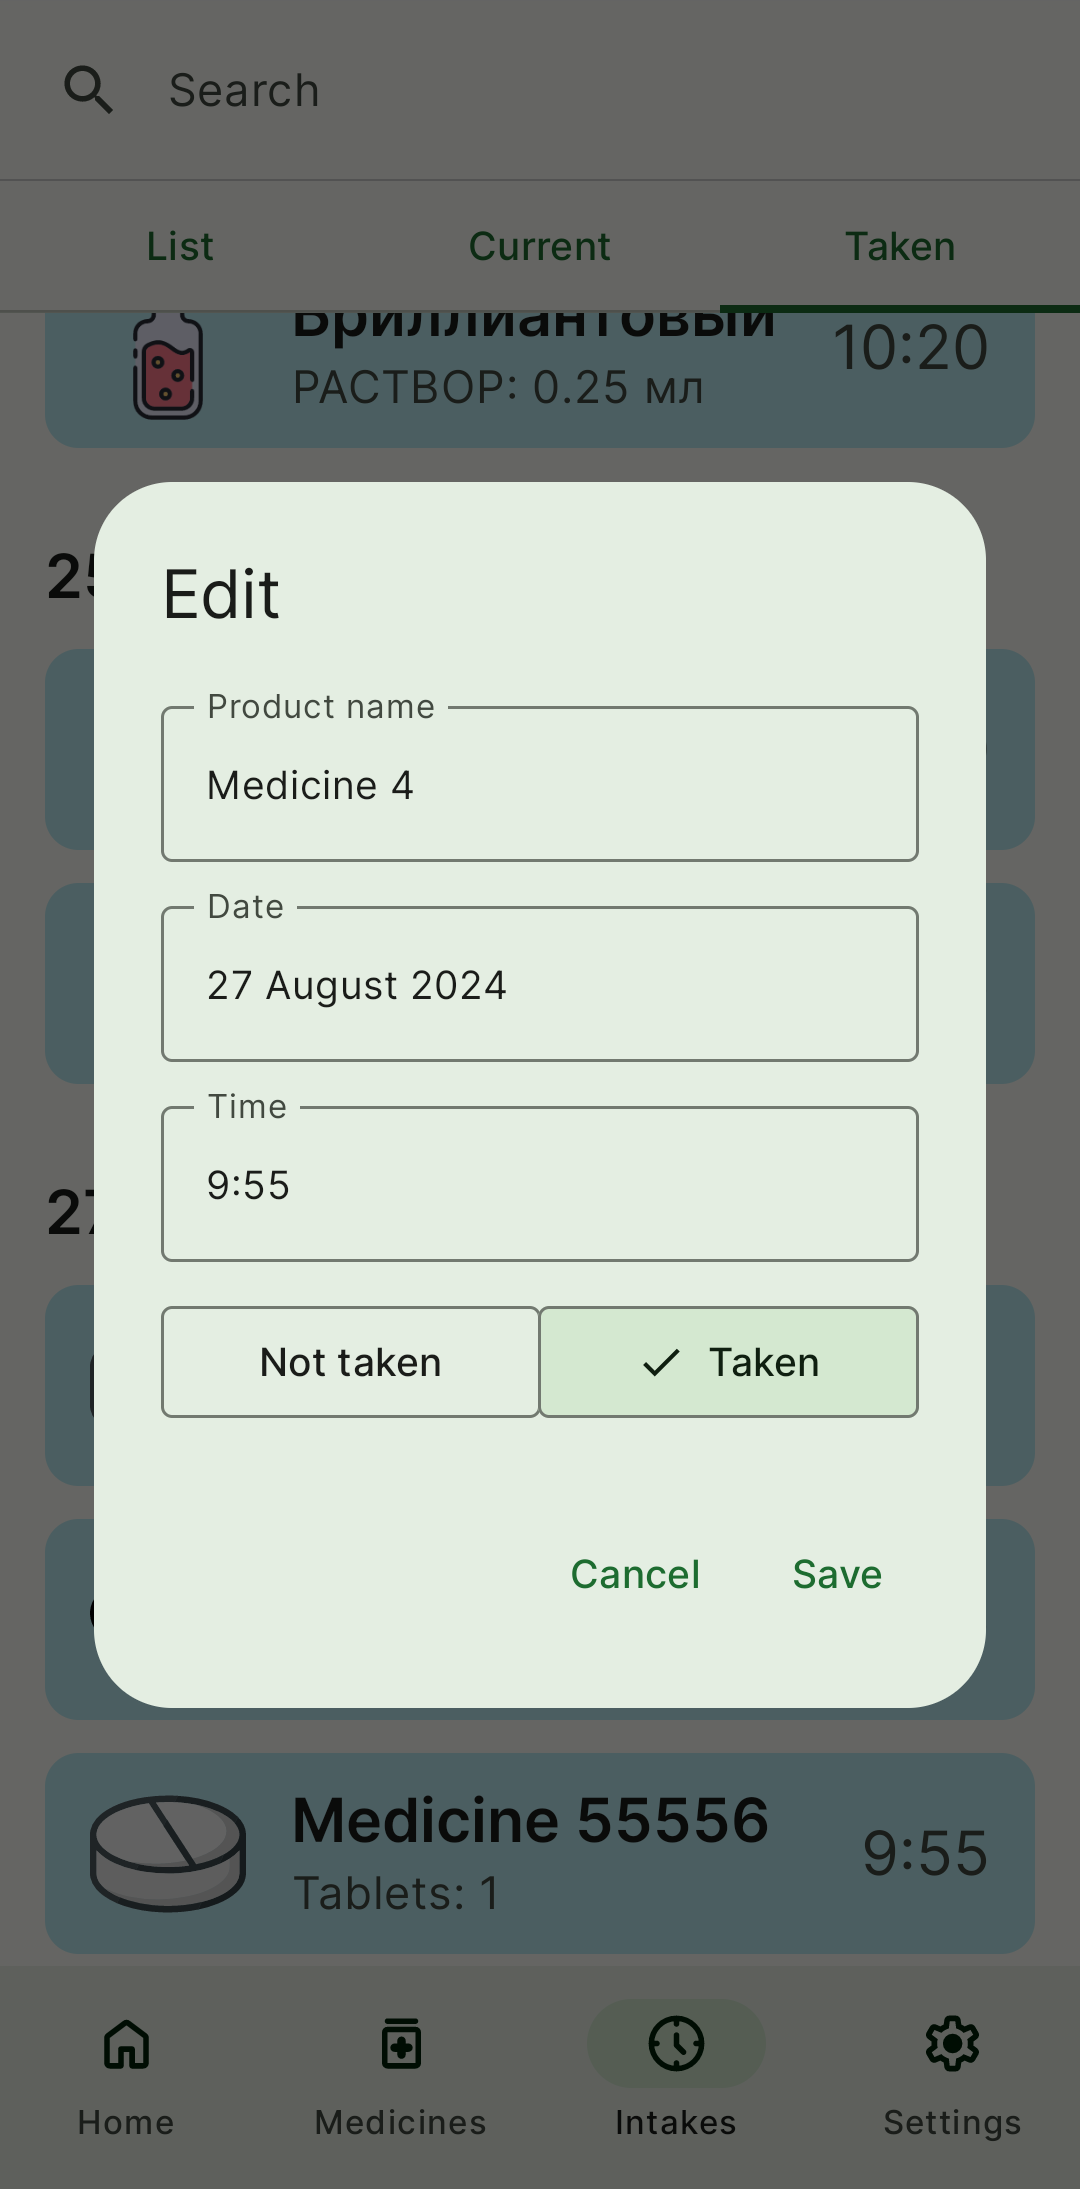 Search
List
Current
Taken
Бриллиантовый
10:20
РАСТВОР: 0.25 мл
Edit
Product name
Medicine 4
Date
27 August 2024
Time
9:55
Not taken
Taken
Cancel
Save
Medicine 55556
9:55
Tablets: 1
Home
Medicines
Intakes
Settings